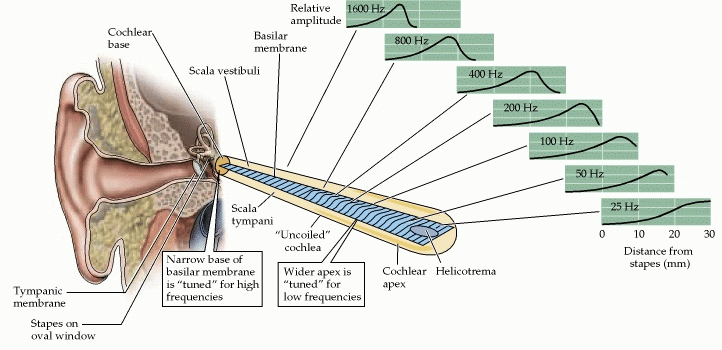 Relative
amplitude
1600 Hz
Cochlear
base
Basilar
membrane
800 Hz
Scala vestibuli
400 Hz
200 Hz
100 Hz
50 Hz
25 Hz
Scala
tympani
"Uncoiled"
cochlea
0 10 20 30
Distance from
stapes (mm)
Narrow base of
basilar membrane
is "tuned" for high
frequencies
Wider apex is
"tuned" for
low frequencies
Cochlear
apex
Helicotrema
Tympanic
membrane
Stapes on
oval window